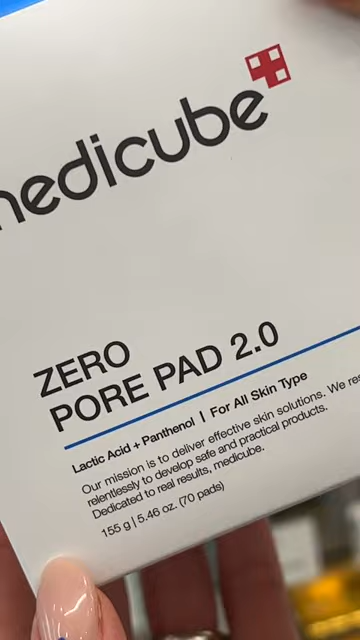 medicube
ZERO
PORE PAD 2.0
Lactic Acid + Panthenol | For All Skin Type
Our mission is to deliver effective skin solutions. We
relentlessly to develop safe and practical products.
Dedicated to real results, medicube.
155 g | 5.46 oz. (70 pads)